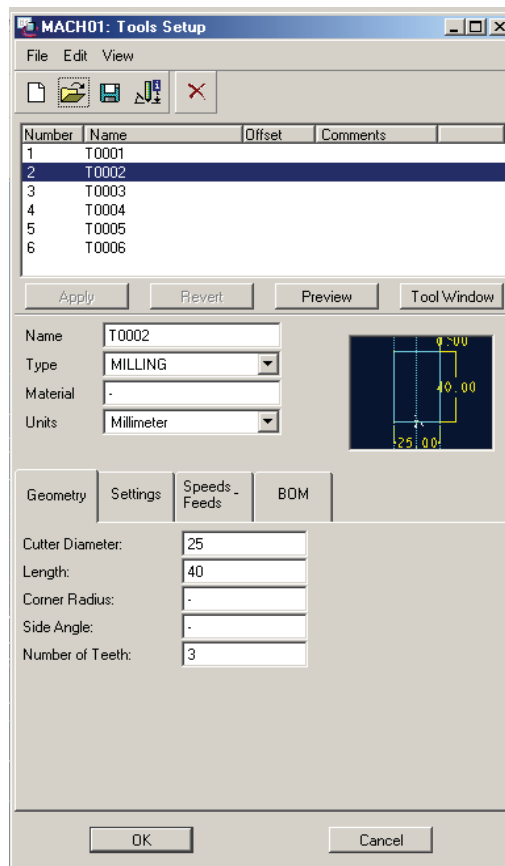 MACH01: Tools Setup
File Edit View
Number Name Offset Comments
1 T0001
2 T0002
3 T0003
4 T0004
5 T0005
6 T0006
Apply Revert Preview Tool Window
Name T0002
Type MILLING
Material -
Units Millimeter
40.00
25.00
Geometry Settings Speeds - Feeds BOM
Cutter Diameter: 25
Length: 40
Corner Radius: -
Side Angle: -
Number of Teeth: 3
OK Cancel